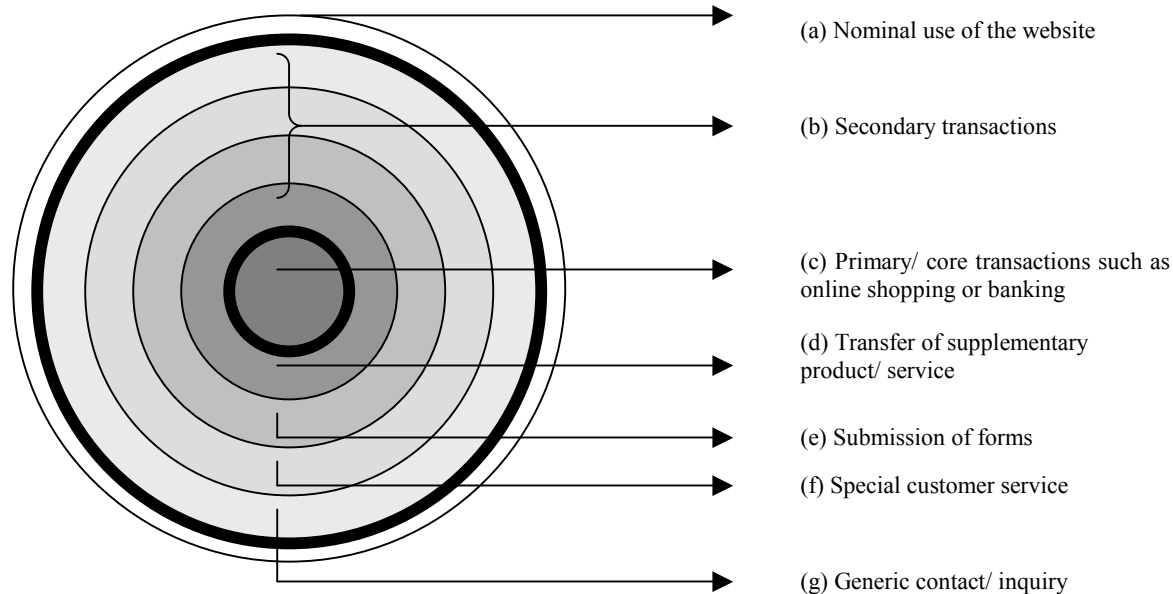 (a) Nominal use of the website
(b) Secondary transactions
(c) Primary/ core transactions such as
online shopping or banking
(d) Transfer of supplementary
product/ service
(e) Submission of forms
(f) Special customer service
(g) Generic contact/ inquiry